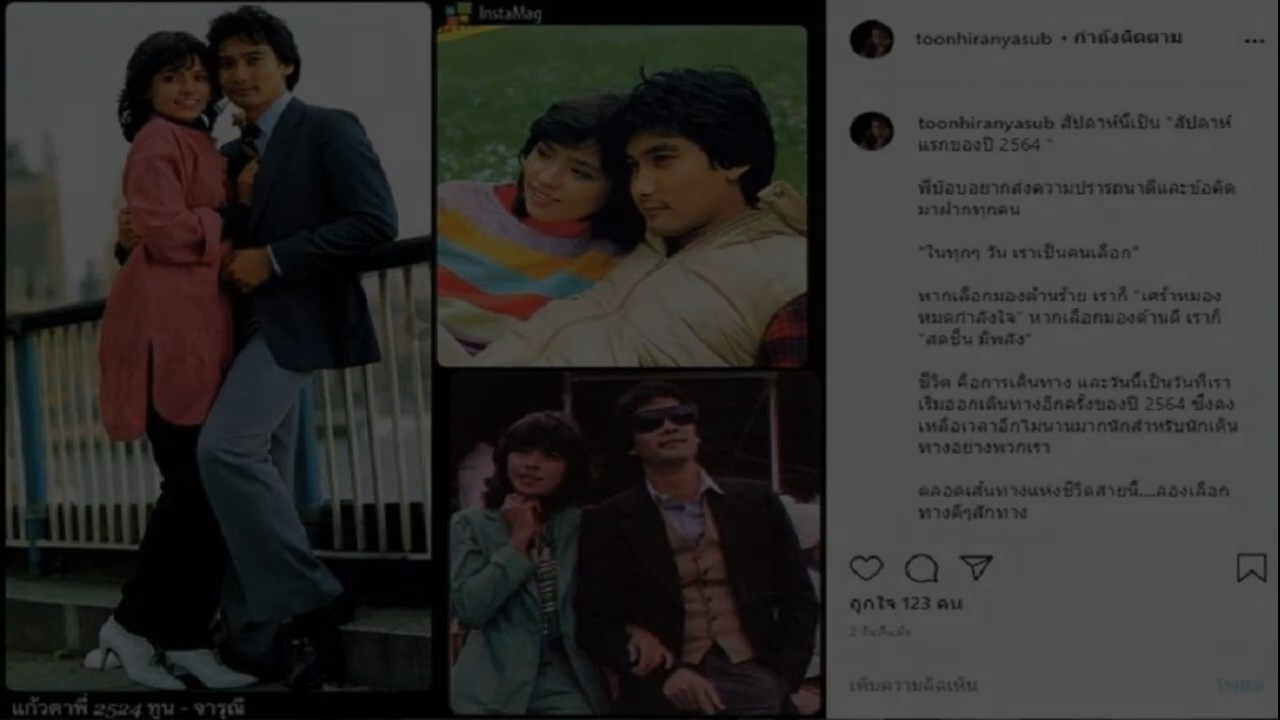 InstaMag
แก้วตาพี่ 2524 ทูน - จารุณี
toonhiranyasub • กำลังติดตาม
toonhiranyasub สัปดาห์นี้เป็น "สัปดาห์
แรกของปี 2564 "
พี่ป๊อบอยากส่งความปรารถนาดีและข้อคิด
มาฝากทุกคน
"ในทุกๆ วัน เราเป็นคนเลือก"
หากเลือกมองด้านร้าย เราก็ "เศร้าหมอง
หมดกำลังใจ" หากเลือกมองด้านดี เราก็
"สดชื่น มีพลัง"
ชีวิต คือการเดินทาง และวันนี้เป็นวันที่เรา
เริ่มออกเดินทางอีกครั้งของปี 2564 ซึ่งคง
เหลือเวลาอีกไม่นานมากนักสำหรับนักเดิน
ทางอย่างพวกเรา
ตลอดเส้นทางแห่งชีวิตสายนี้....ลองเลือก
ทางดีๆสักทาง
ถูกใจ 123 คน
2 วันที่แล้ว
เพิ่มความคิดเห็น
โพสต์